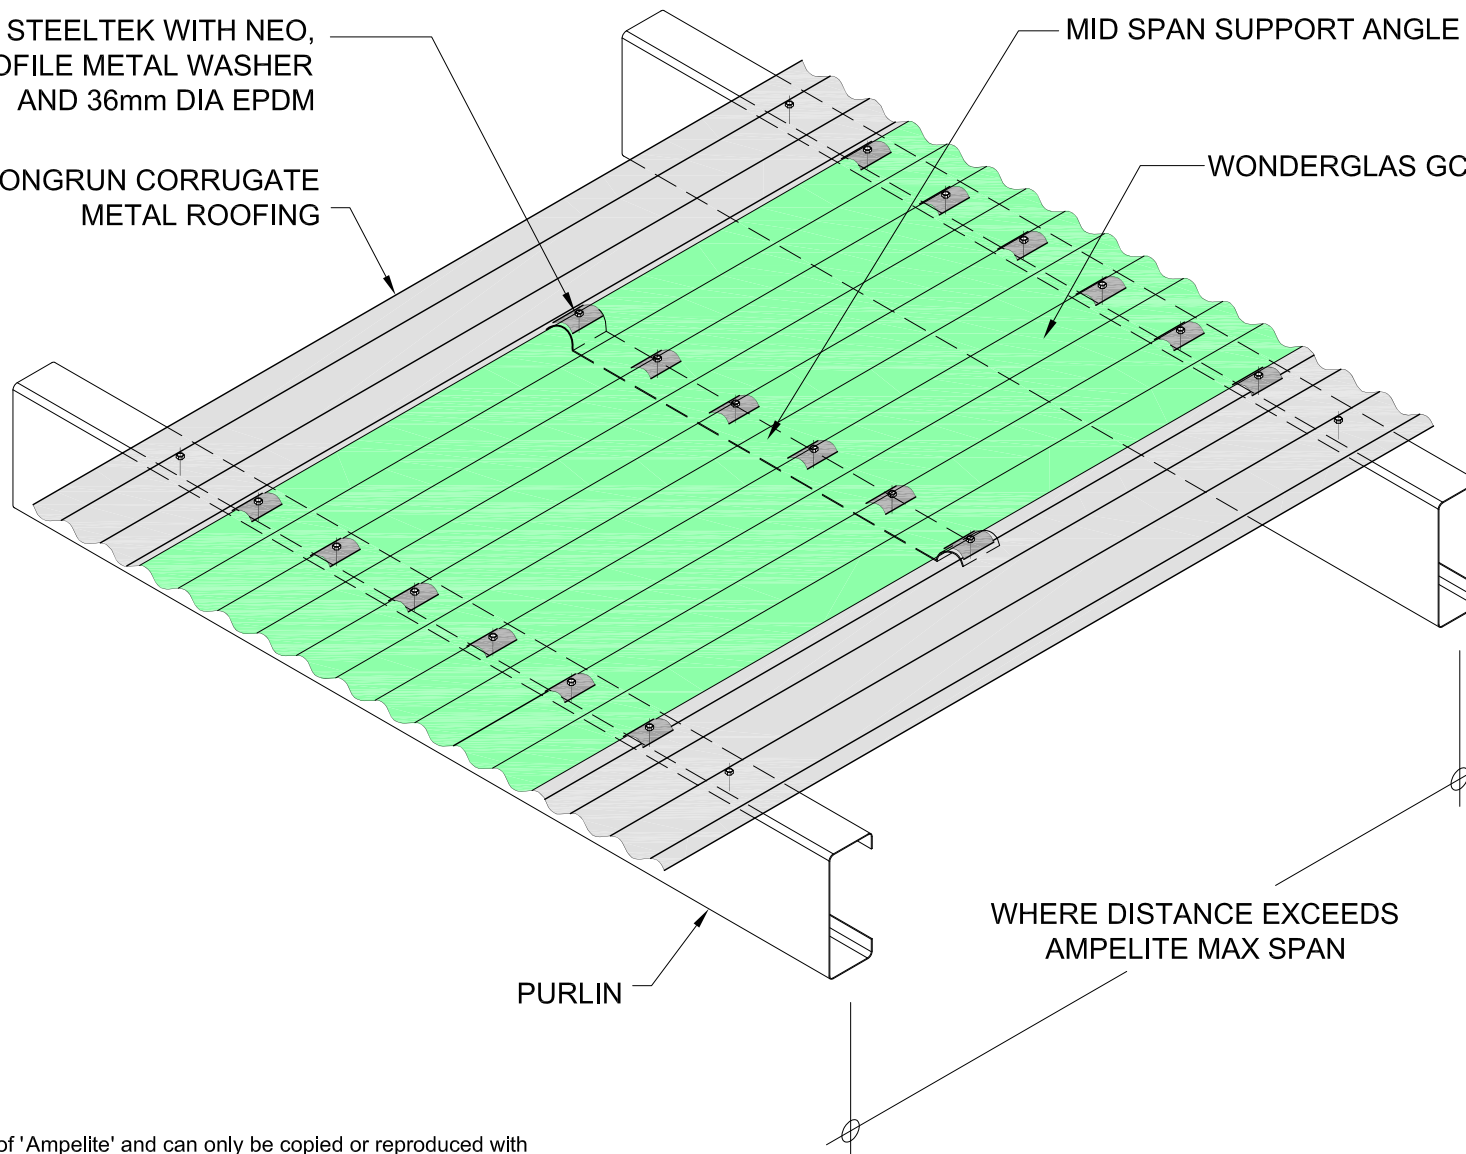 STEELTEK WITH NEO,
OFILE METAL WASHER
AND 36mm DIA EPDM
MID SPAN SUPPORT ANGLE
ONGRUN CORRUGATE
METAL ROOFING
WONDERGLAS GC
WHERE DISTANCE EXCEEDS
AMPELITE MAX SPAN
PURLIN
of 'Ampelite' and can only be copied or reproduced with